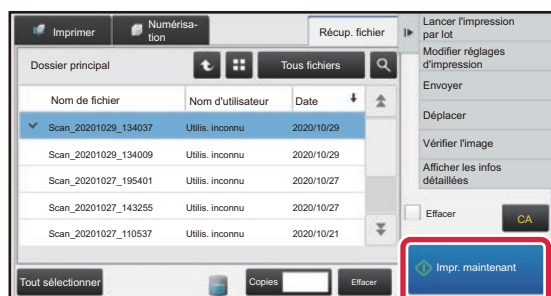 Imprimer
Numérisa-
tion
Récup. fichier
Lancer l'impression
par lot
Modifier réglages
d'impression
Envoyer
Déplacer
Vérifier l'image
Afficher les infos
détaillées
Dossier principal
Tous fichiers
Nom de fichier Nom d'utilisateur Date
Scan_20201029_134037 Utilis. inconnu 2020/10/29
Scan_20201029_134009 Utilis. inconnu 2020/10/29
Scan_20201027_195401 Utilis. inconnu 2020/10/27
Scan_20201027_143255 Utilis. inconnu 2020/10/27
Scan_20201027_110537 Utilis. inconnu 2020/10/21
Effacer
CA
Tout sélectionner
Copies
Effacer
Impr. maintenant